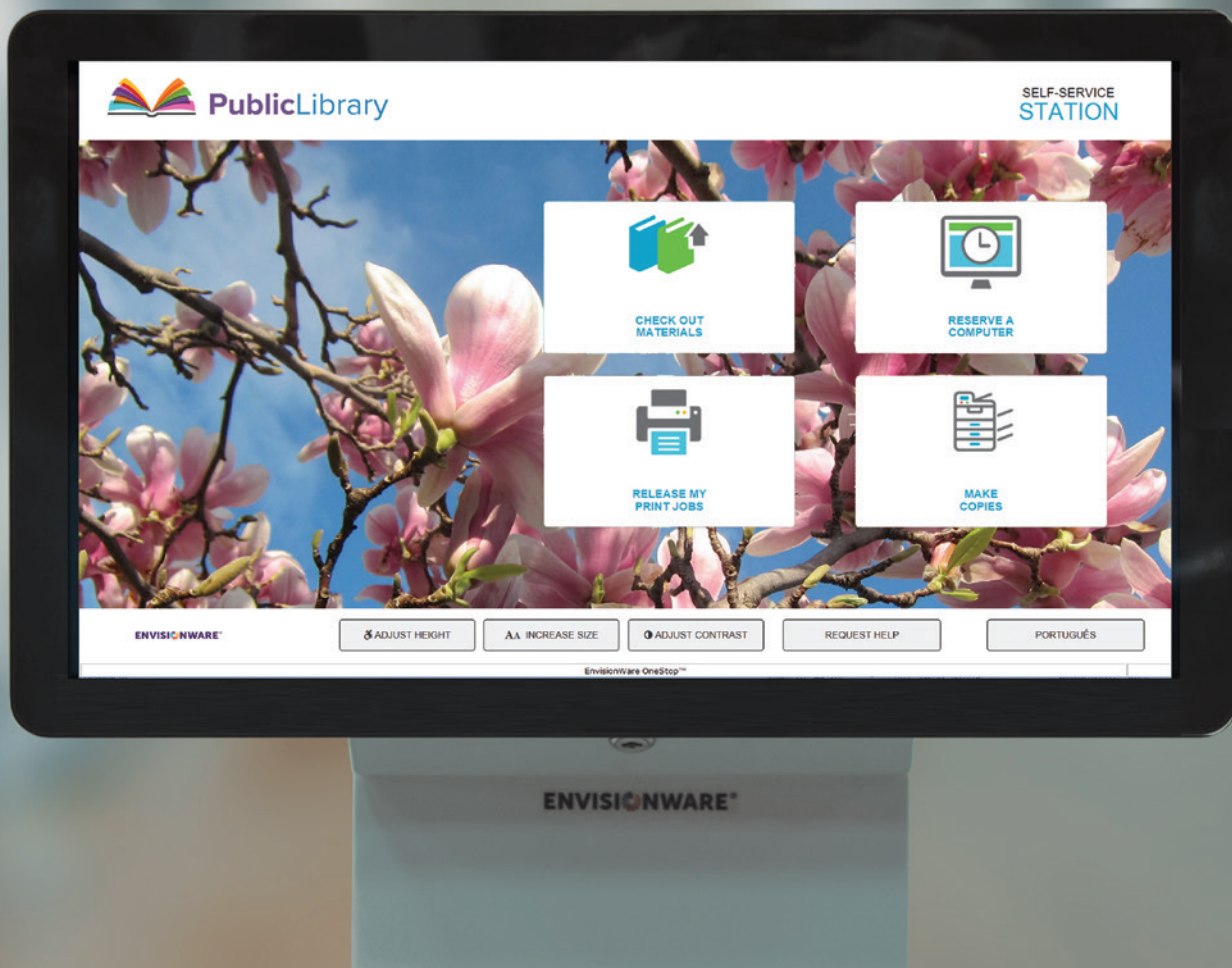 PublicLibrary
SELF-SERVICE
STATION
CHECK OUT
MATERIALS
RESERVE A
COMPUTER
RELEASE MY
PRINT JOBS
MAKE
COPIES
ENVISIONWARE®
ADJUST HEIGHT
AA INCREASE SIZE
ADJUST CONTRAST
REQUEST HELP
PORTUGUÊS
EnvisionWare OneStop™
ENVISIONWARE®